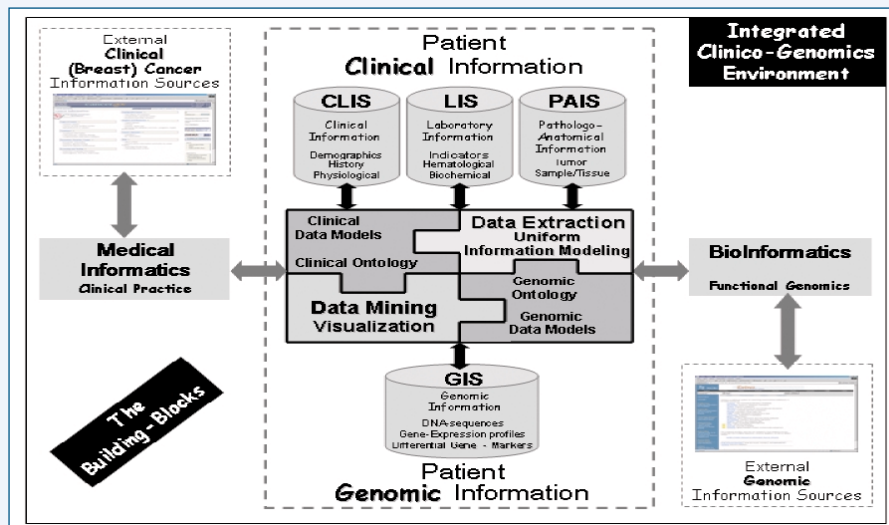 External
Clinical
(Breast) Cancer
Information Sources
Patient
Clinical Information
Integrated
Clinico-Genomics
Environment
CLIS
Clinical
Information
Demographics
History
Physiological
LIS
Laboratory
Information
Indicators
Hematological
Biochemical
PAIS
Pathologo-
Anatomical
Information
Tumor
Sample/Tissue
Medical
Informatics
Clinical Practice
Clinical
Data Models
Clinical Ontology
Data Extraction
Uniform
Information Modeling
Data Mining
Visualization
Genomic
Ontology
Genomic
Data Models
BioInformatics
Functional Genomics
The
Building-Blocks
GIS
Genomic
Information
DNA-sequences
Gene-Expression profiles
Differential Gene - Markers
Patient
Genomic Information
External
Genomic
Information Sources